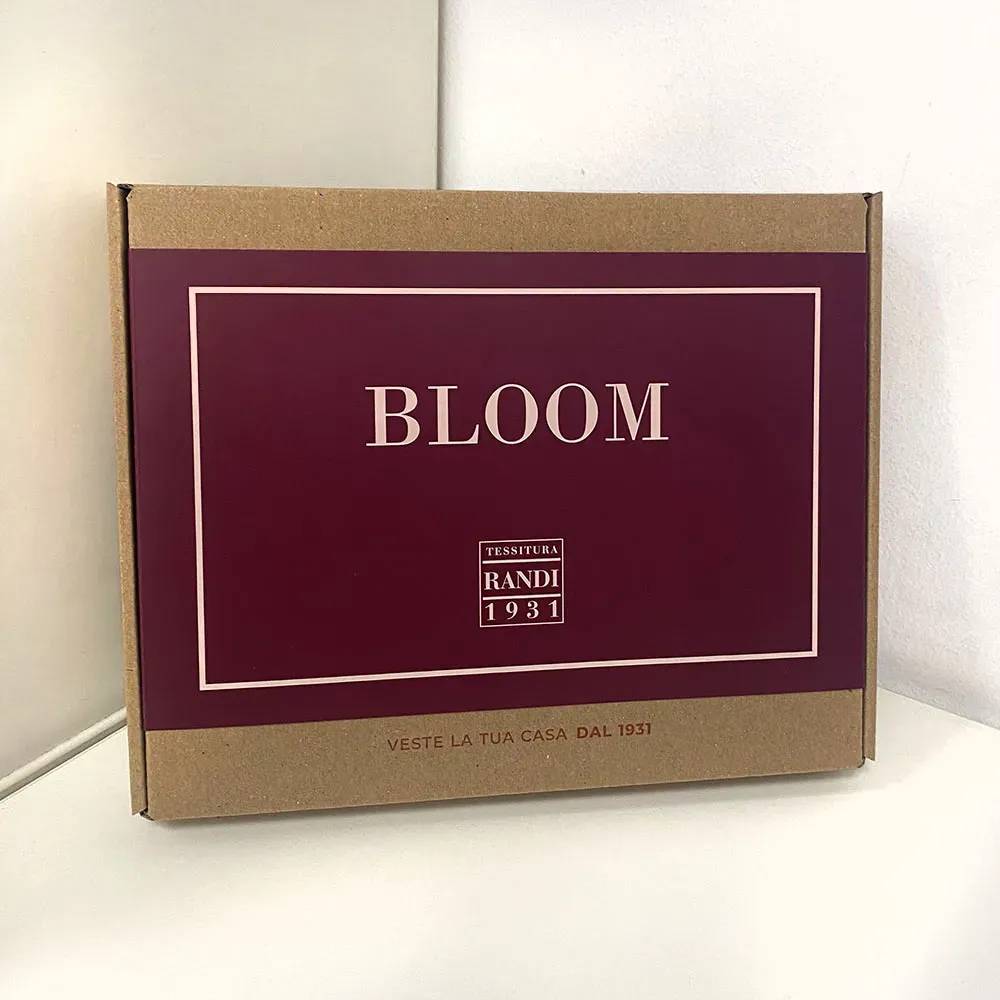 BLOOM
TESSITURA
RANDI
1931
VESTE LA TUA CASA DAL 1931